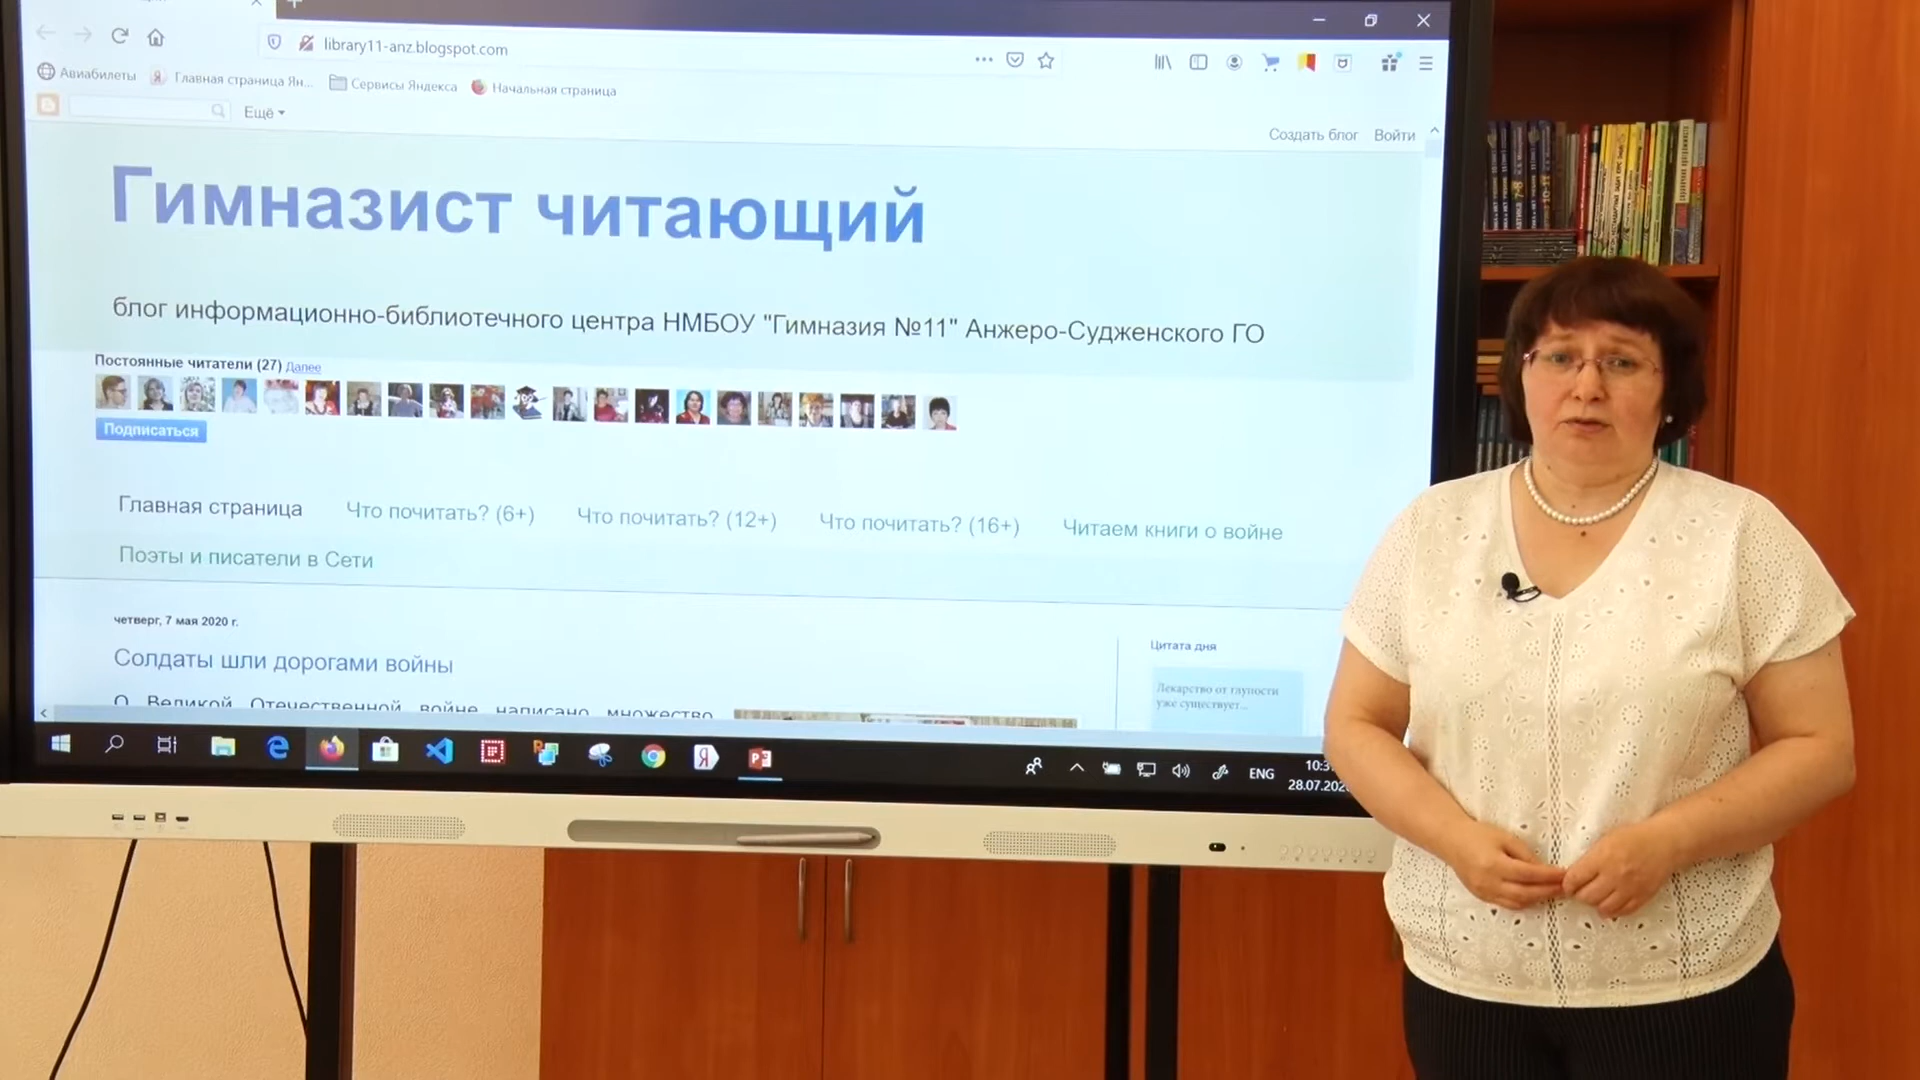 library11-anz.blogspot.com
Авиабилеты
Главная страница Ян...
Сервисы Яндекса
Начальная страница
Ещё
Создать блог
Войти
Гимназист читающий
блог информационно-библиотечного центра НМБОУ "Гимназия №11" Анжеро-Судженского ГО
Постоянные читатели (27) Далее
Подписаться
Главная страница
Что почитать? (6+)
Что почитать? (12+)
Что почитать? (16+)
Читаем книги о войне
Поэты и писатели в Сети
четверг, 7 мая 2020 г.
Солдаты шли дорогами войны
О Великой Отечественной войне написано множество
Цитата дня
Лекарство от глупости
уже существует...
ENG
10:3
28.07.202